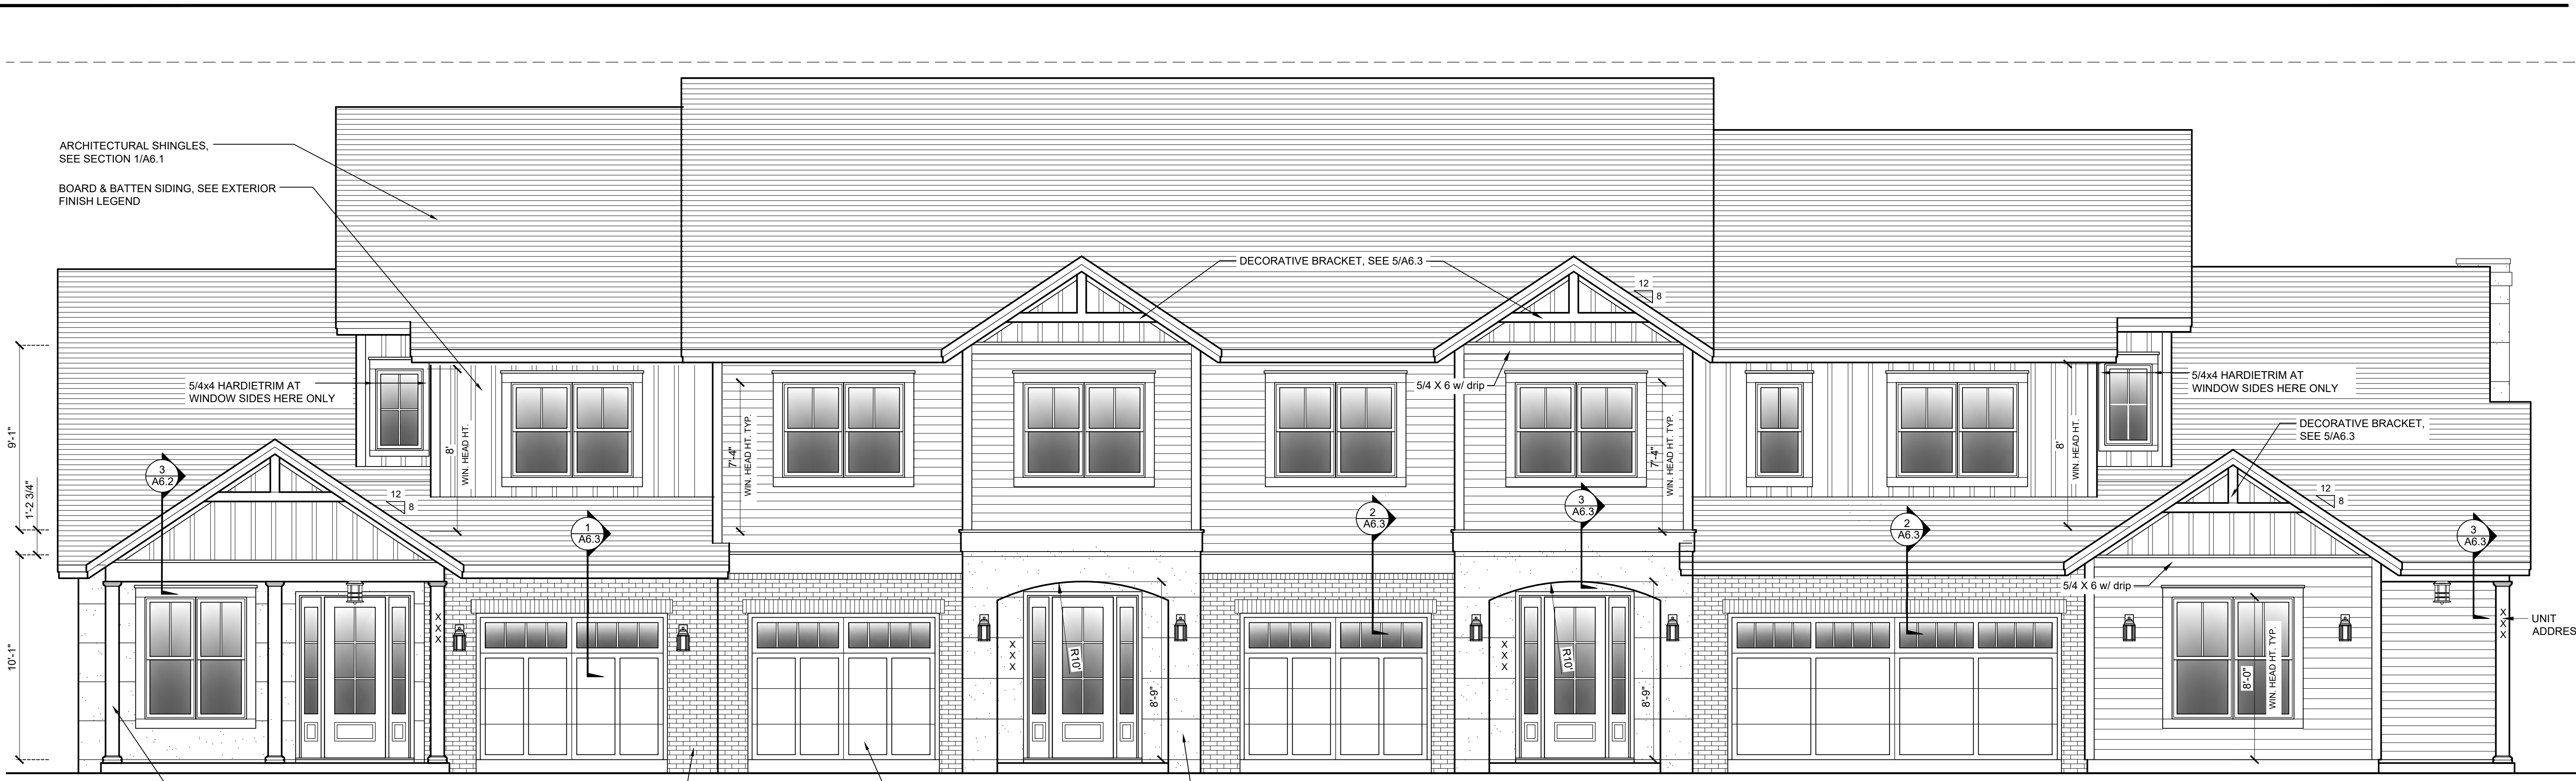 ARCHITECTURAL SHINGLES,
SEE SECTION 1/A6.1
BOARD & BATTEN SIDING, SEE EXTERIOR
FINISH LEGEND
DECORATIVE BRACKET, SEE 5/A6.3
12
8
5/4x4 HARDIETRIM AT
WINDOW SIDES HERE ONLY
5/4 X 6 w/ drip
5/4x4 HARDIETRIM AT
WINDOW SIDES HERE ONLY
DECORATIVE BRACKET,
SEE 5/A6.3
9'-1"
1'-2 3/4"
10'-1"
8'
WIN. HEAD HT.
7'-4"
WIN. HEAD HT. TYP.
7'-4"
WIN. HEAD HT. TYP.
8'
WIN. HEAD HT.
3
A6.2
12
8
1
A6.3
2
A6.3
3
A6.3
2
A6.3
12
8
3
A6.3
5/4 X 6 w/ drip
X
X
X
X
X
X
R10'
8'-9"
X
X
X
R10'
8'-9"
8'-0"
WIN. HEAD HT. TYP.
X
X
X
UNIT
ADDRES